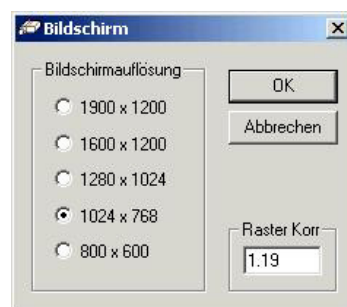 Bildschirm
Bildschirmauflösung
1900 x 1200
1600 x 1200
1280 x 1024
1024 x 768
800 x 600
OK
Abbrechen
Raster Korr
1.19